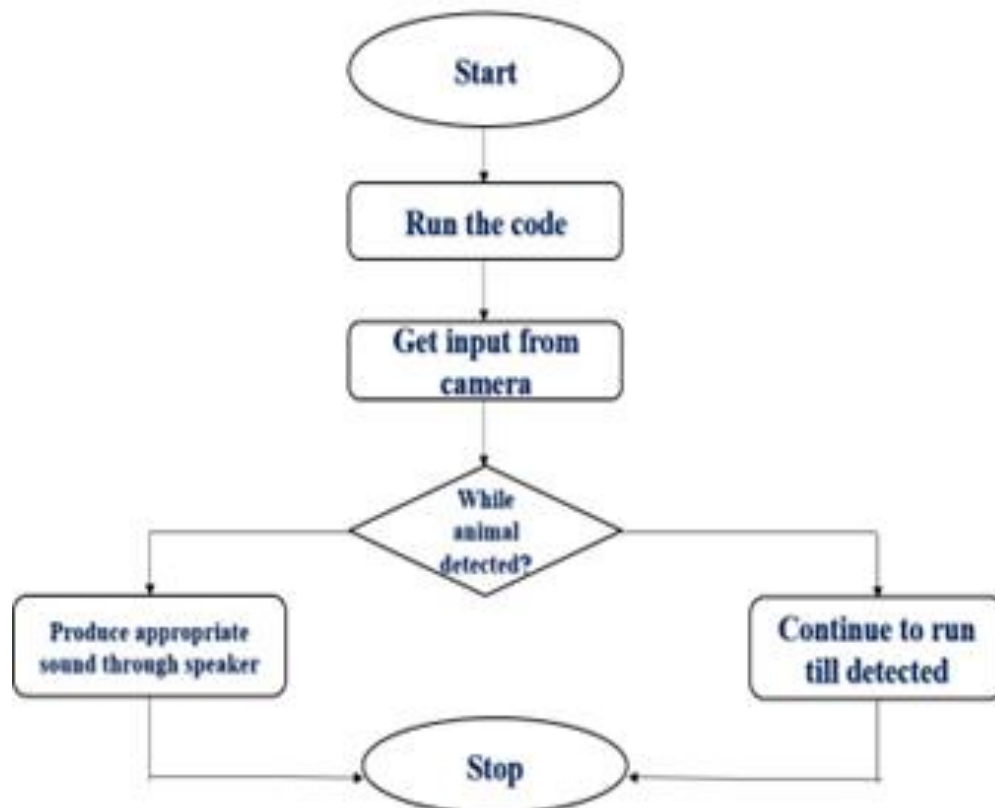 Start
Run the code
Get input from
camera
While
animal
detected?
Produce appropriate
sound through speaker
Continue to run
till detected
Stop